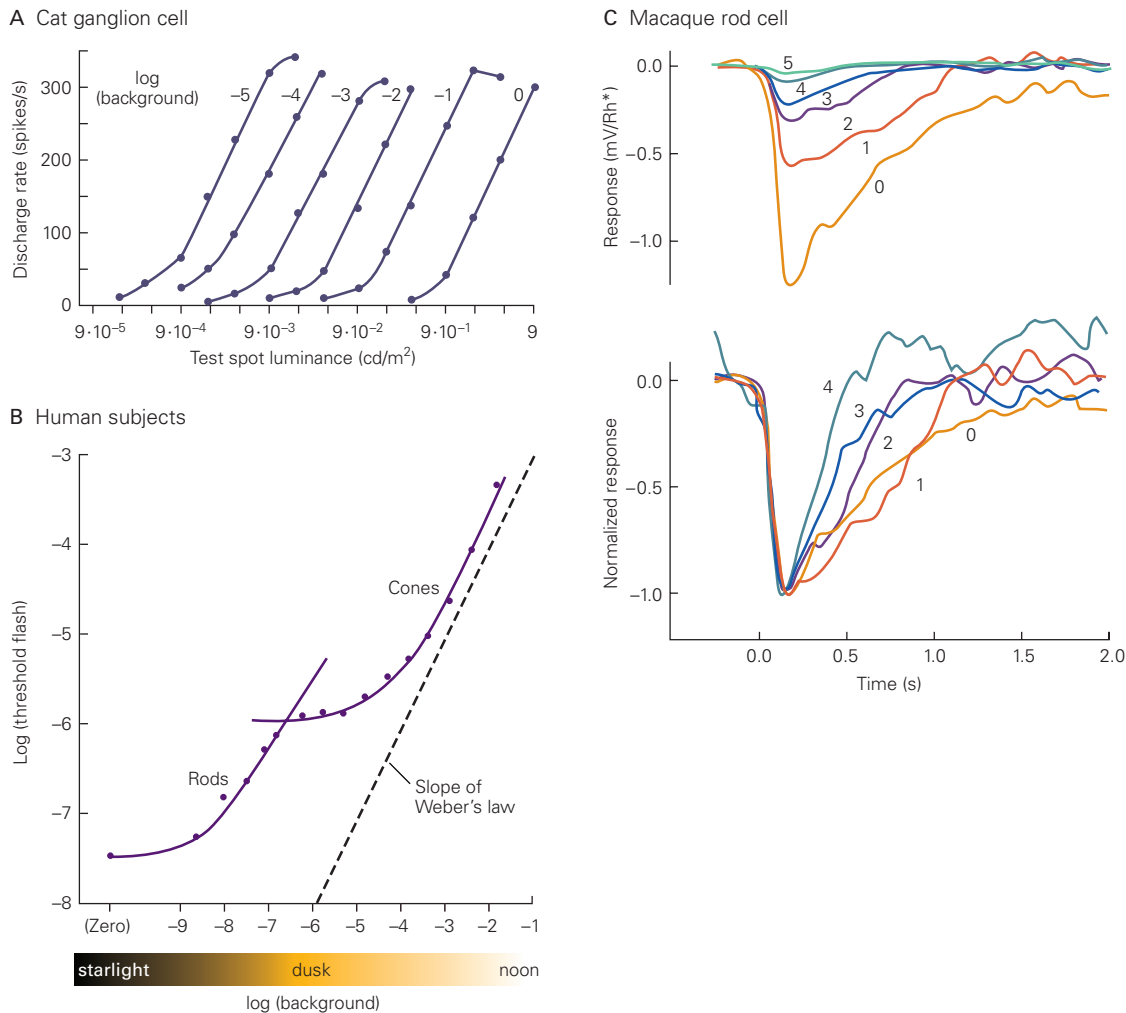 A Cat ganglion cell
Discharge rate (spikes/s)
300
200
100
0
log
(background)
–5
–4
–3
–2
–1
0
9·10–5
9·10–4
9·10–3
9·10–2
9·10–1
9
Test spot luminance (cd/m2)
B Human subjects
Log (threshold flash)
–3
–4
–5
–6
–7
–8
Cones
Rods
Slope of
Weber's law
(Zero)
–9
–8
–7
–6
–5
–4
–3
–2
–1
starlight
dusk
noon
log (background)
C Macaque rod cell
Response (mV/Rh*)
0.0
–0.5
–1.0
5
4
3
2
1
0
Normalized response
0.0
–0.5
–1.0
4
3
2
0
1
0.0
0.5
1.0
1.5
2.0
Time (s)